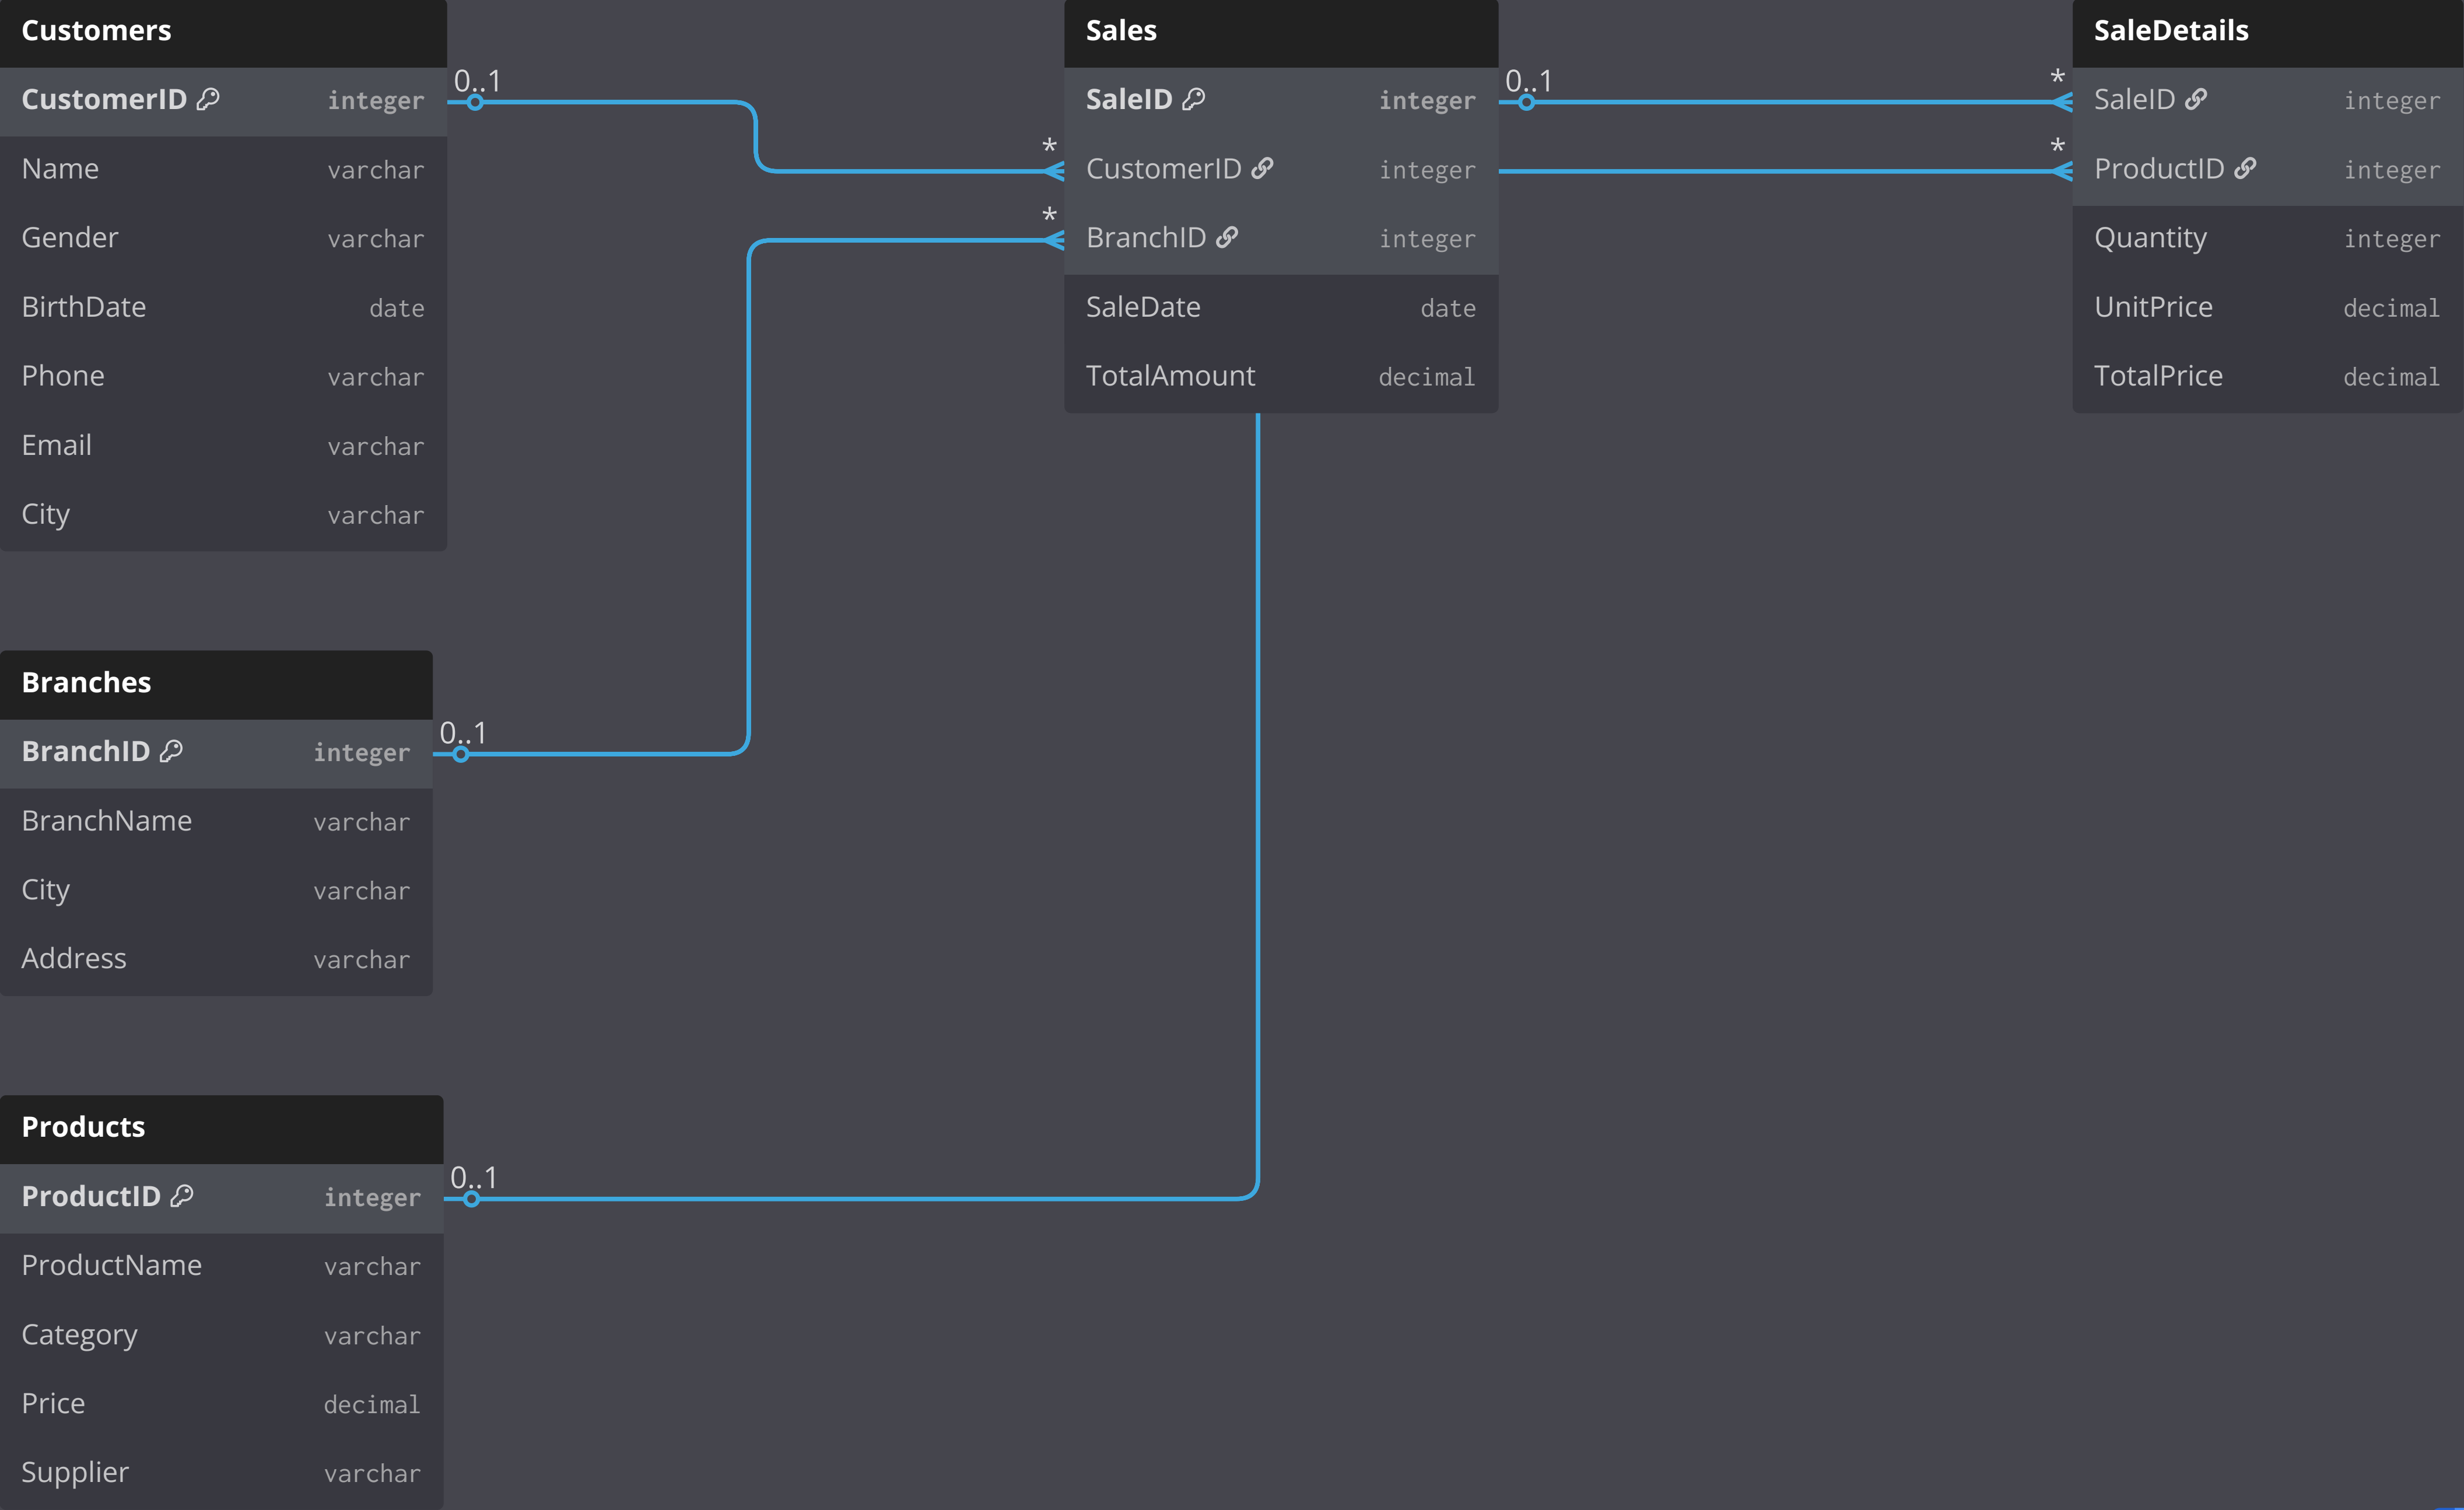 Customers
CustomerID integer
Name varchar
Gender varchar
BirthDate date
Phone varchar
Email varchar
City varchar
0..1
*
*
Sales
SaleID integer
CustomerID integer
BranchID integer
SaleDate date
TotalAmount decimal
0..1
*
*
SaleDetails
SaleID integer
ProductID integer
Quantity integer
UnitPrice decimal
TotalPrice decimal
Branches
BranchID integer
BranchName varchar
City varchar
Address varchar
0..1
Products
ProductID integer
ProductName varchar
Category varchar
Price decimal
Supplier varchar
0..1